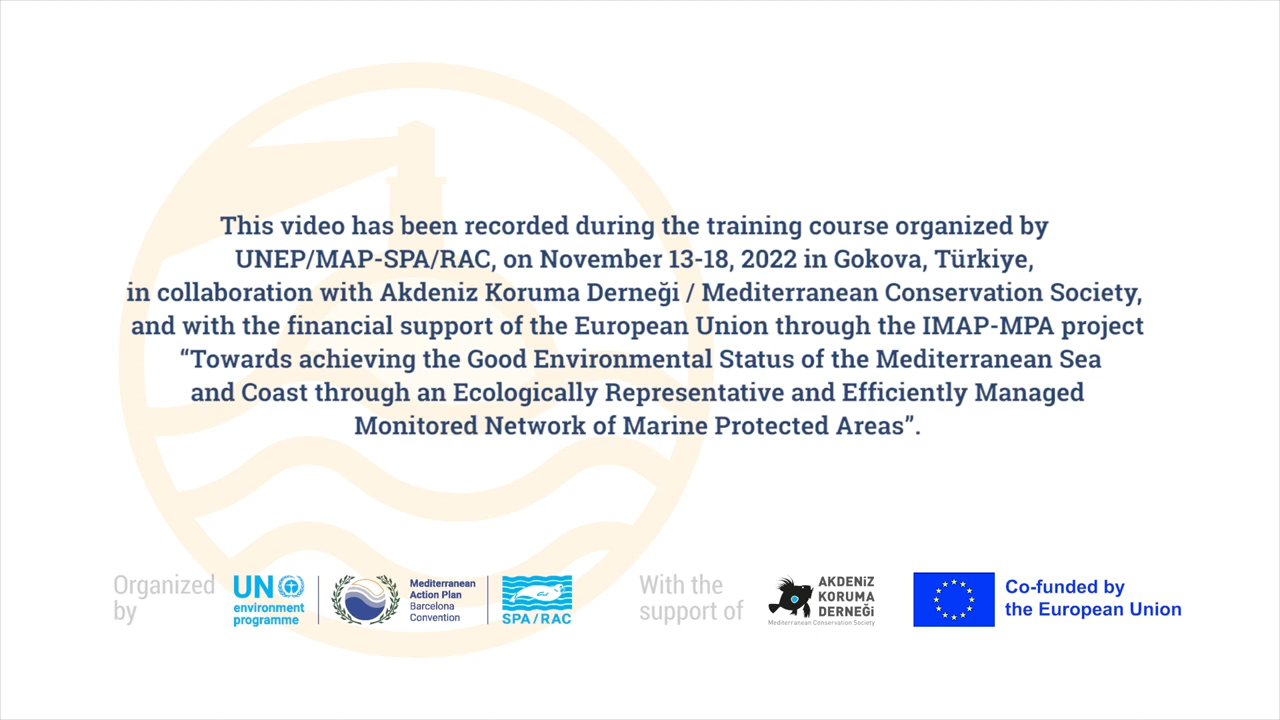 This video has been recorded during the training course organized by
UNEP/MAP-SPA/RAC, on November 13-18, 2022 in Gokova, Türkiye,
in collaboration with Akdeniz Koruma Derneği / Mediterranean Conservation Society,
and with the financial support of the European Union through the IMAP-MPA project
“Towards achieving the Good Environmental Status of the Mediterranean Sea
and Coast through an Ecologically Representative and Efficiently Managed
Monitored Network of Marine Protected Areas”.
Organized
by
UN
environment
programme
Mediterranean
Action Plan
Barcelona
Convention
SPA/RAC
With the
support of
AKDENİZ
KORUMA
DERNEĞİ
Mediterranean Conservation Society
Co-funded by
the European Union